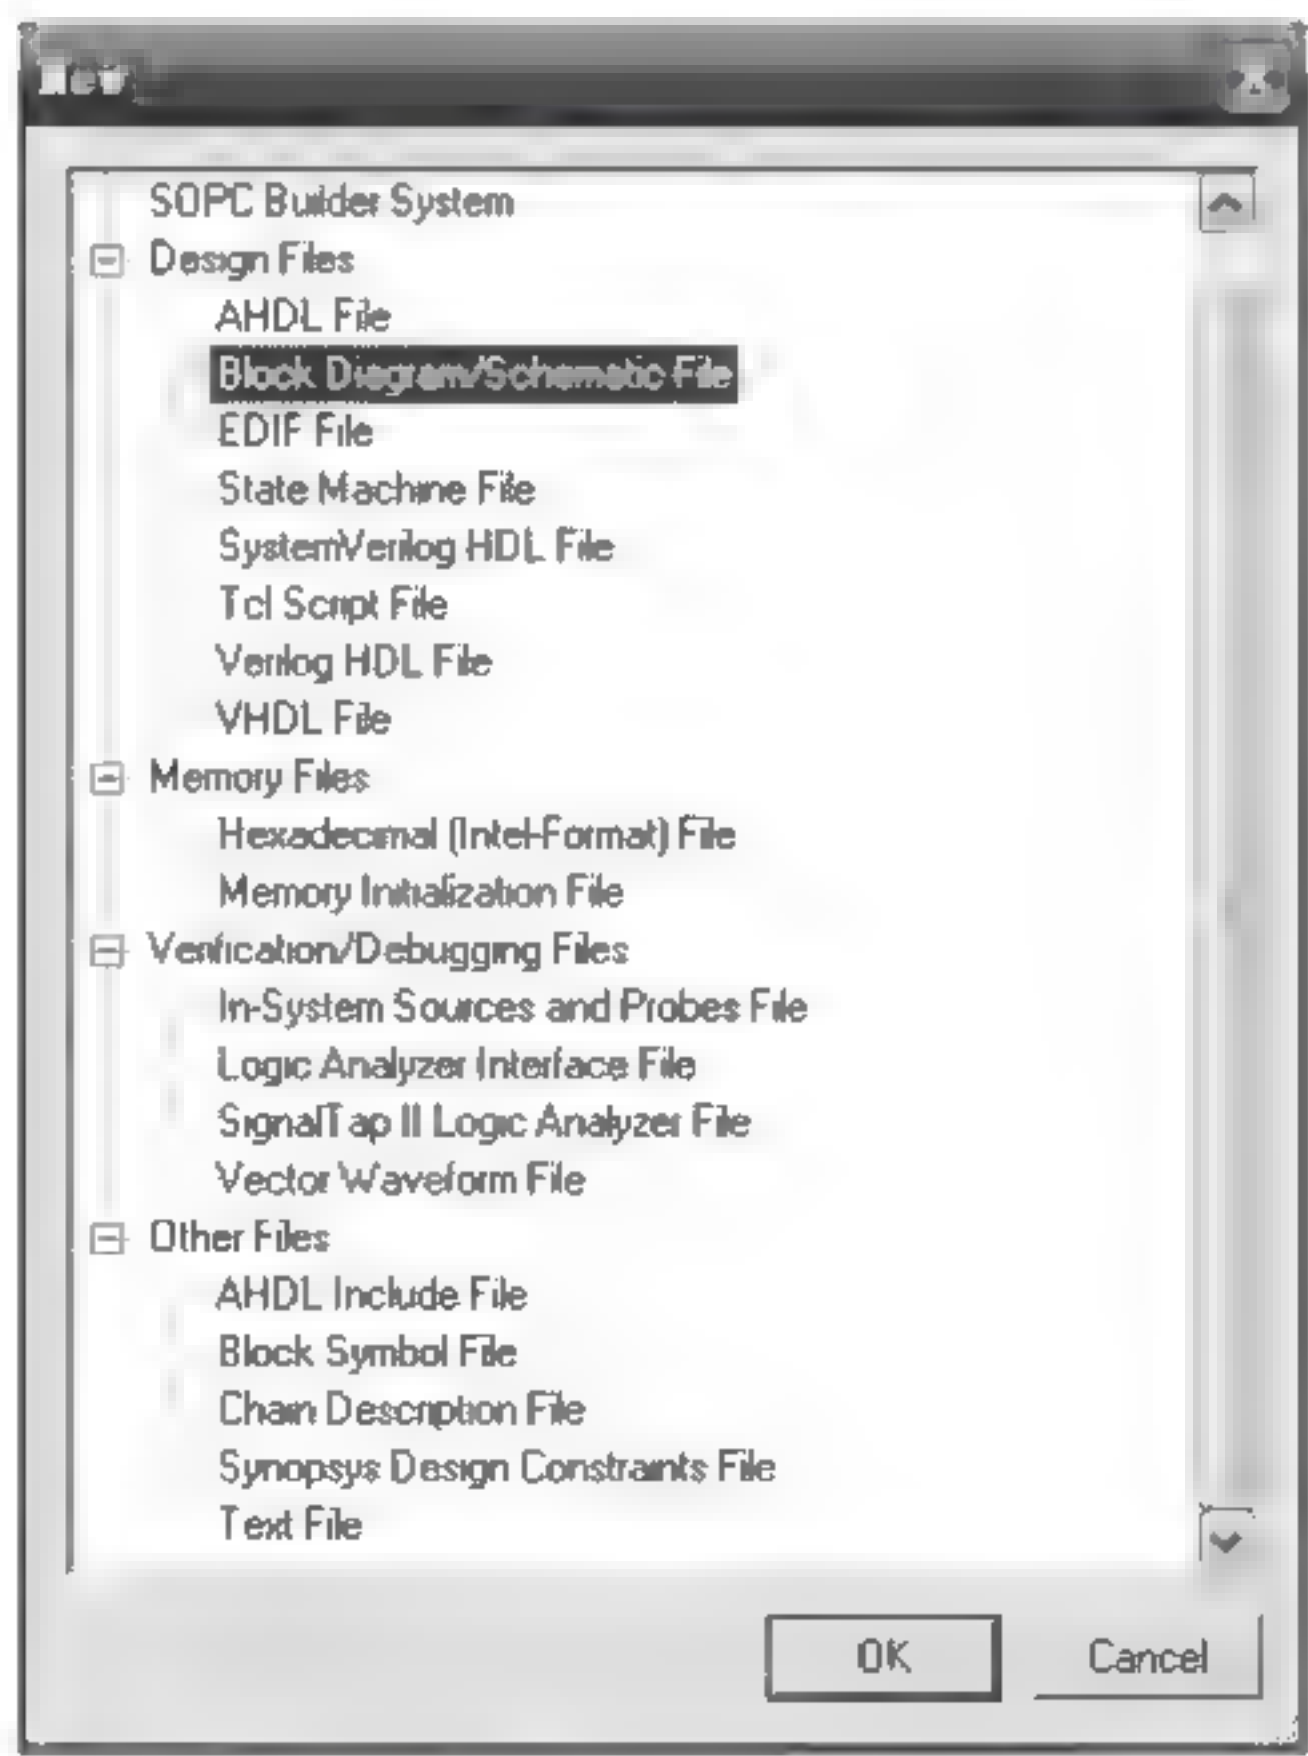 New
SOPC Builder System
Design Files
AHDL File
Block Diagram/Schematic File
EDIF File
State Machine File
SystemVerilog HDL File
Tcl Script File
Verilog HDL File
VHDL File
Memory Files
Hexadecimal (Intel-Format) File
Memory Initialization File
Verification/Debugging Files
In-System Sources and Probes File
Logic Analyzer Interface File
SignalTap II Logic Analyzer File
Vector Waveform File
Other Files
AHDL Include File
Block Symbol File
Chain Description File
Synopsys Design Constraints File
Text File
OK Cancel